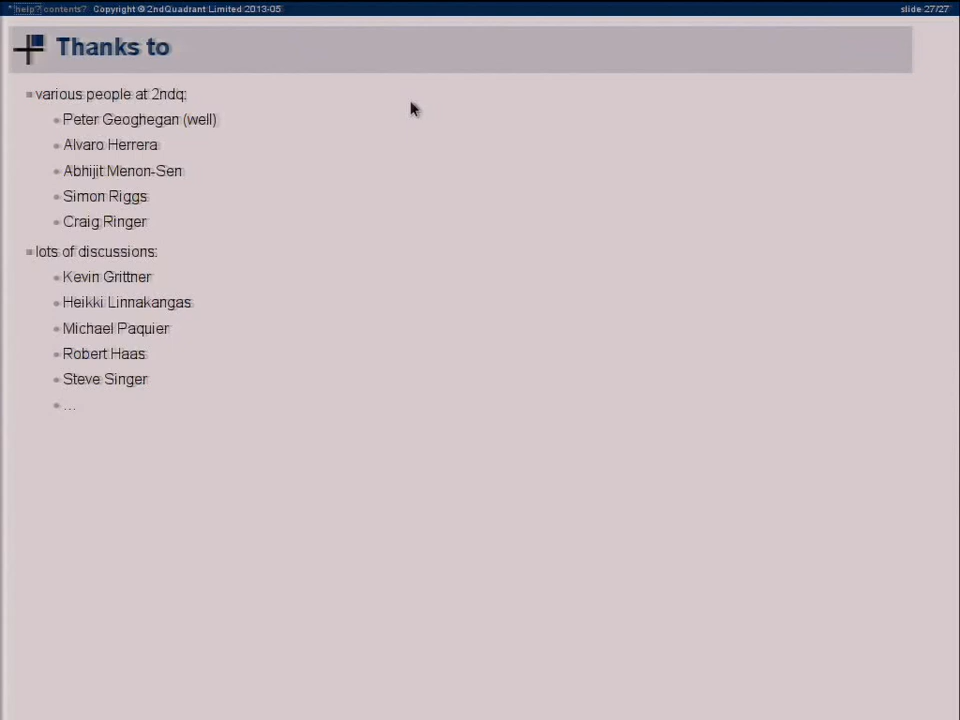 * help? contents? Copyright © 2ndQuadrant Limited 2013-05 slide 27/27
Thanks to
various people at 2ndq:
Peter Geoghegan (well)
Alvaro Herrera
Abhijit Menon-Sen
Simon Riggs
Craig Ringer
lots of discussions:
Kevin Grittner
Heikki Linnakangas
Michael Paquier
Robert Haas
Steve Singer
...